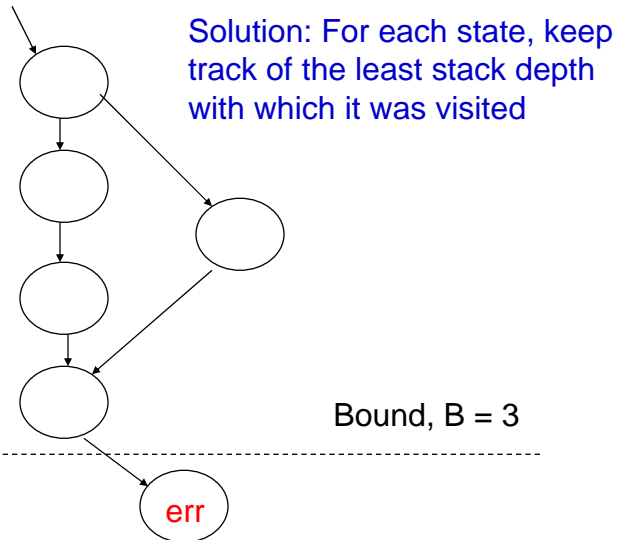 Solution: For each state, keep
track of the least stack depth
with which it was visited
Bound, B = 3
err